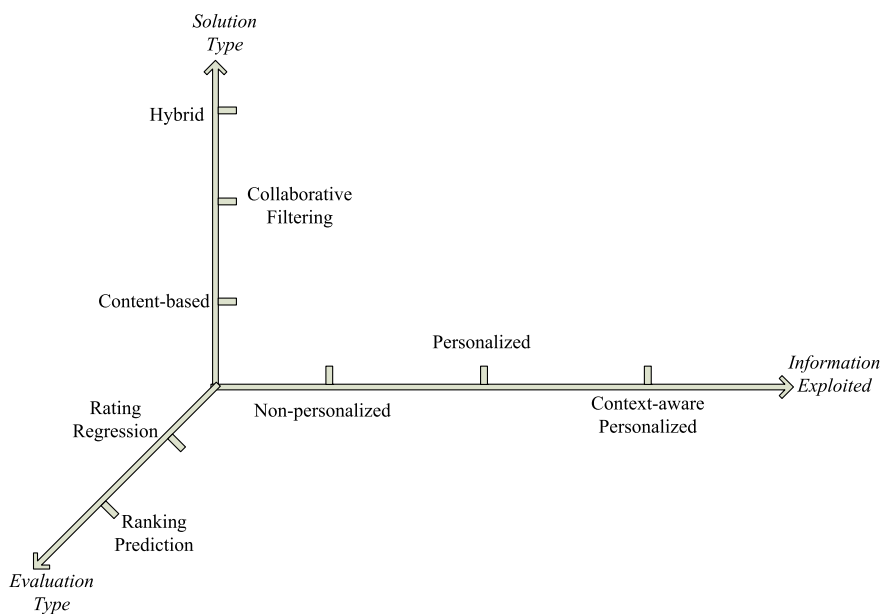 Solution
Type
Hybrid
Collaborative
Filtering
Content-based
Personalized
Information
Exploited
Non-personalized
Context-aware
Personalized
Rating
Regression
Ranking
Prediction
Evaluation
Type